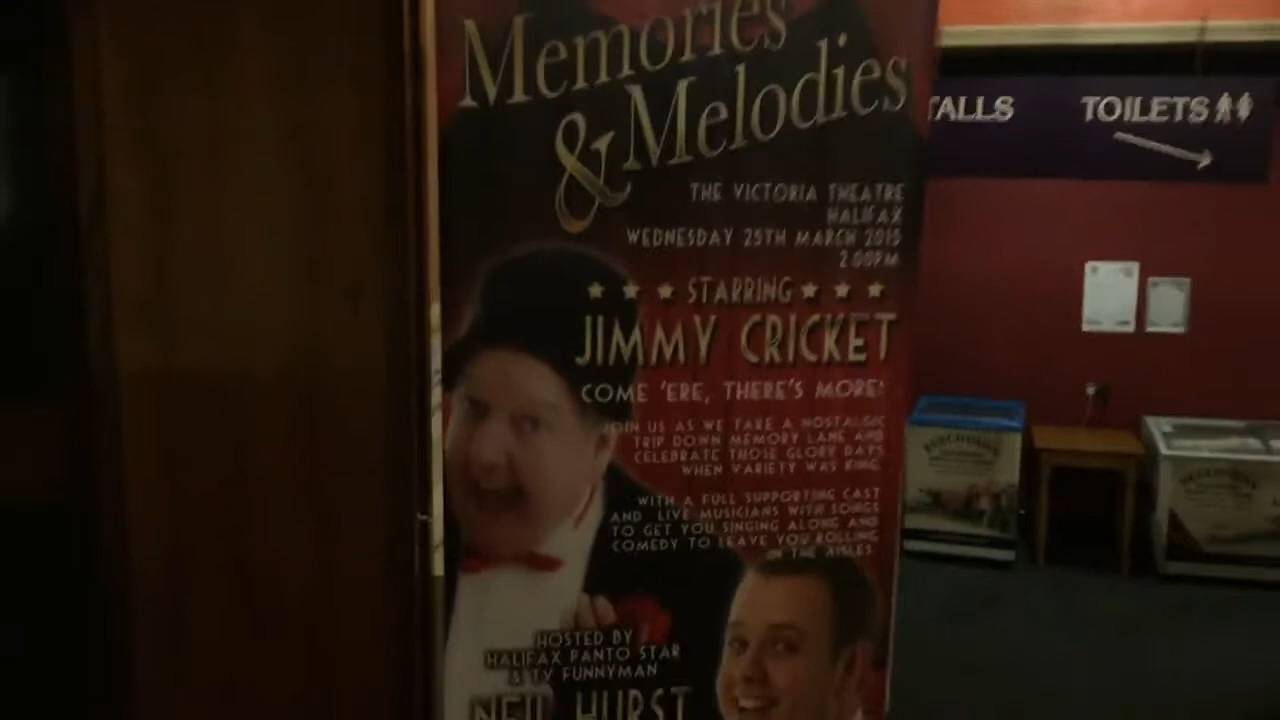 Memories
& Melodies
THE VICTORIA THEATRE
HALIFAX
WEDNESDAY 25TH MARCH 2015
2.00PM
STARRING
JIMMY CRICKET
COME 'ERE, THERE'S MORE!
JOIN US AS WE TAKE A NOSTALGIC
TRIP DOWN MEMORY LANE AND
CELEBRATE THOSE GLORY DAYS
WHEN VARIETY WAS KING
WITH A FULL SUPPORTING CAST
AND LIVE MUSICIANS WITH SONGS
TO GET YOU SINGING ALONG AND
COMEDY TO LEAVE YOU ROLLING
IN THE AISLES
HOSTED BY
HALIFAX PANTO STAR
& TV FUNNYMAN
NEIL HURST
TALLS
TOILETS